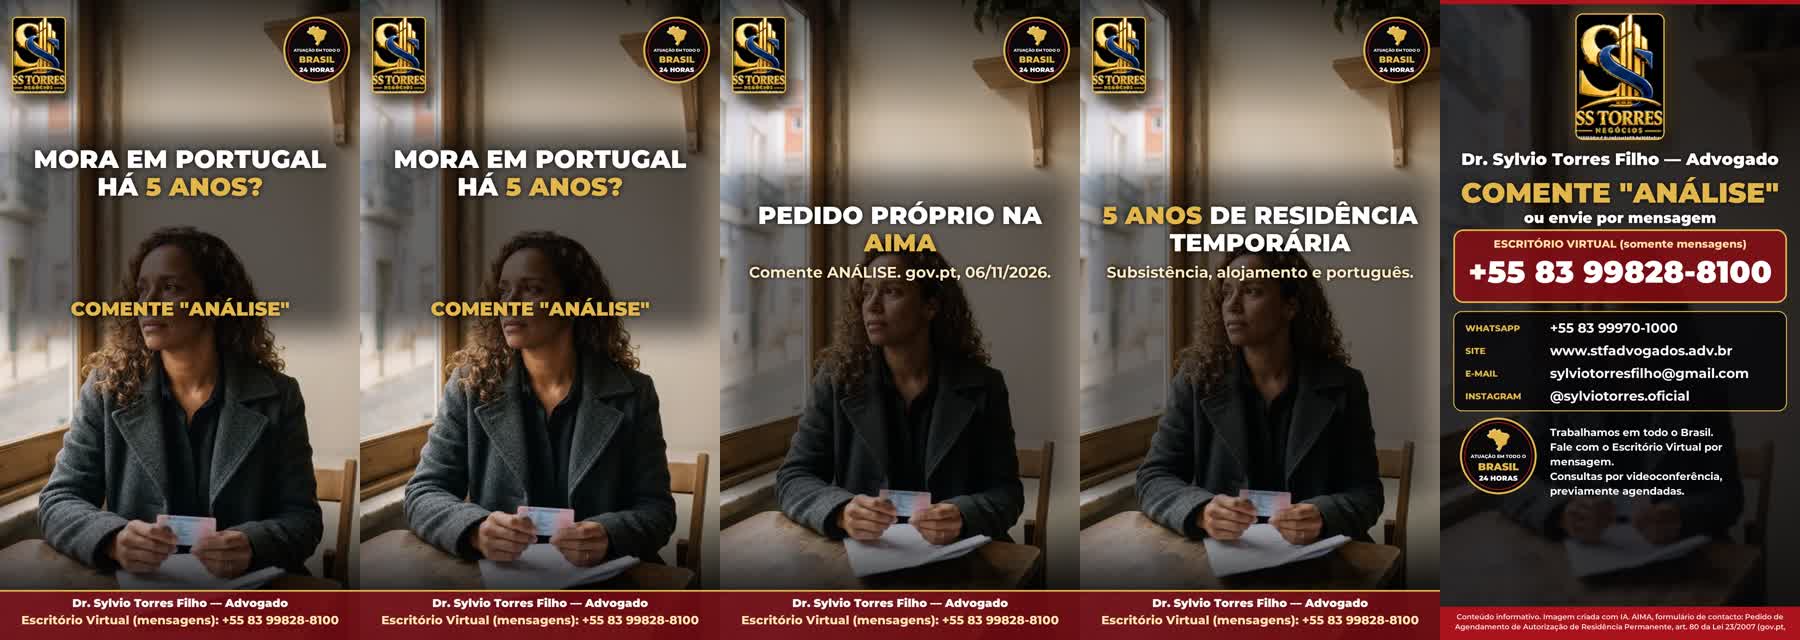 SS TORRES
NEGÓCIOS
ATUAÇÃO EM TODO O
BRASIL
24 HORAS
MORA EM PORTUGAL
HÁ 5 ANOS?
COMENTE "ANÁLISE"
Dr. Sylvio Torres Filho — Advogado
Escritório Virtual (mensagens): +55 83 99828-8100
SS TORRES
NEGÓCIOS
ATUAÇÃO EM TODO O
BRASIL
24 HORAS
MORA EM PORTUGAL
HÁ 5 ANOS?
COMENTE "ANÁLISE"
Dr. Sylvio Torres Filho — Advogado
Escritório Virtual (mensagens): +55 83 99828-8100
SS TORRES
NEGÓCIOS
ATUAÇÃO EM TODO O
BRASIL
24 HORAS
PEDIDO PRÓPRIO NA
AIMA
Comente ANÁLISE. gov.pt, 06/11/2026.
Dr. Sylvio Torres Filho — Advogado
Escritório Virtual (mensagens): +55 83 99828-8100
SS TORRES
NEGÓCIOS
ATUAÇÃO EM TODO O
BRASIL
24 HORAS
5 ANOS DE RESIDÊNCIA
TEMPORÁRIA
Subsistência, alojamento e português.
Dr. Sylvio Torres Filho — Advogado
Escritório Virtual (mensagens): +55 83 99828-8100
SS TORRES
NEGÓCIOS
Dr. Sylvio Torres Filho — Advogado
COMENTE "ANÁLISE"
ou envie por mensagem
ESCRITÓRIO VIRTUAL (somente mensagens)
+55 83 99828-8100
WHATSAPP +55 83 99970-1000
SITE www.stfadvogados.adv.br
E-MAIL sylviotorresfilho@gmail.com
INSTAGRAM @sylviotorres.oficial
ATUAÇÃO EM TODO O
BRASIL
24 HORAS
Trabalhamos em todo o Brasil.
Fale com o Escritório Virtual por
mensagem.
Consultas por videoconferência,
previamente agendadas.
Conteúdo informativo. Imagem criada com IA. AIMA, formulário de contacto: Pedido de
Agendamento de Autorização de Residência Permanente, art. 80 da Lei 23/2007 (gov.pt,